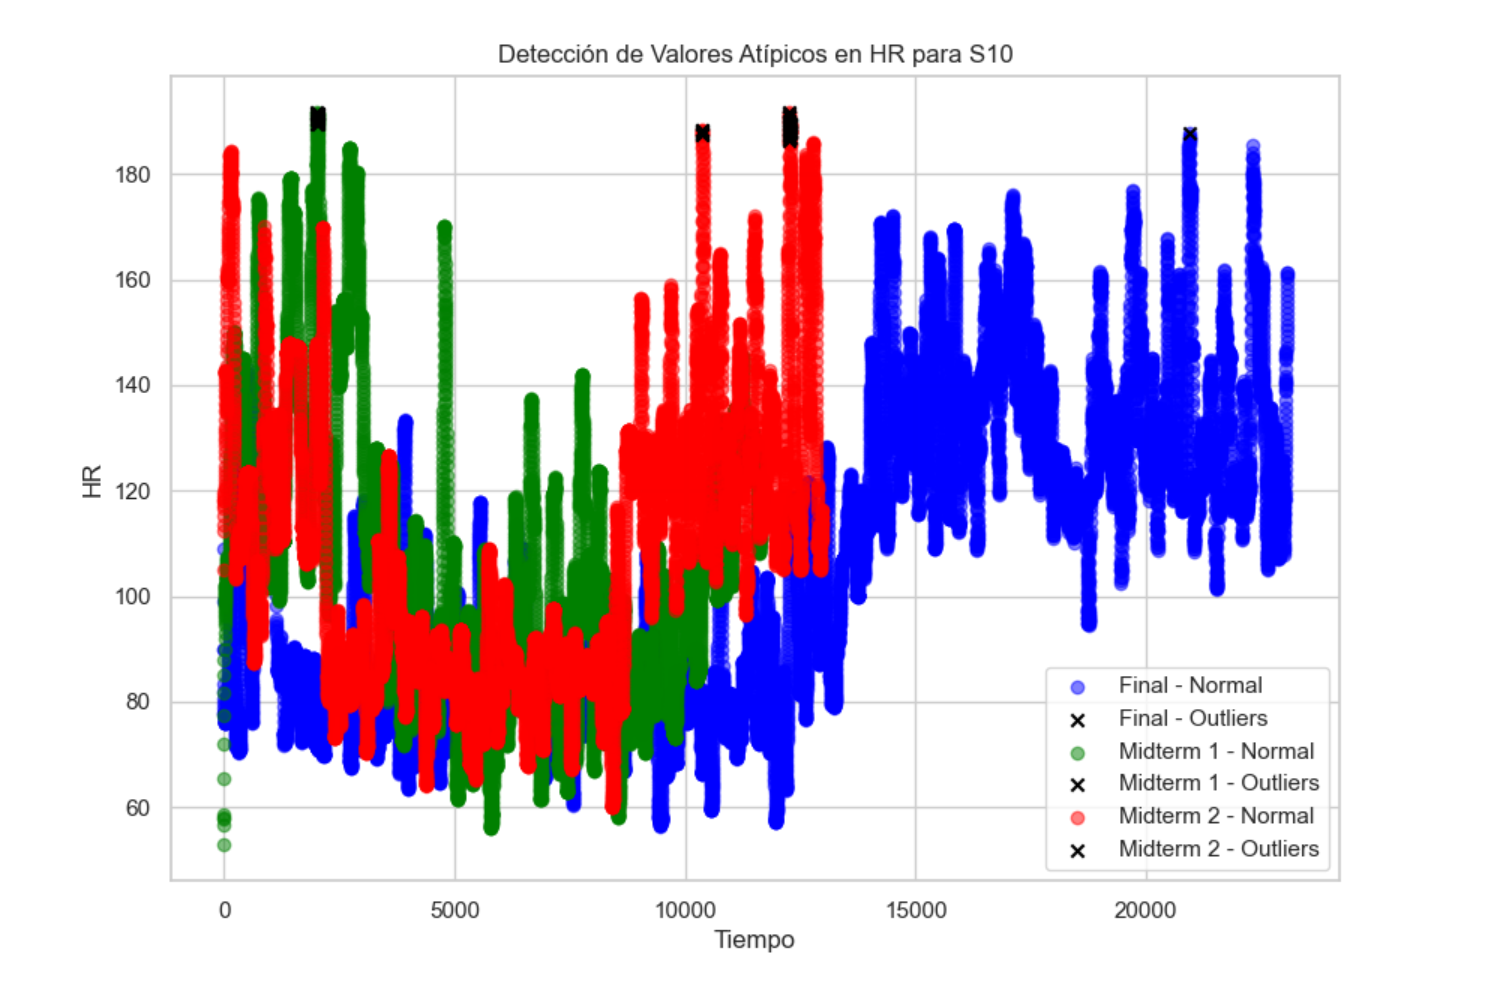 Detección de Valores Atípicos en HR para S10
HR
180
160
140
120
100
80
60
0
5000
10000
15000
20000
Tiempo
Final - Normal
Final - Outliers
Midterm 1 - Normal
Midterm 1 - Outliers
Midterm 2 - Normal
Midterm 2 - Outliers